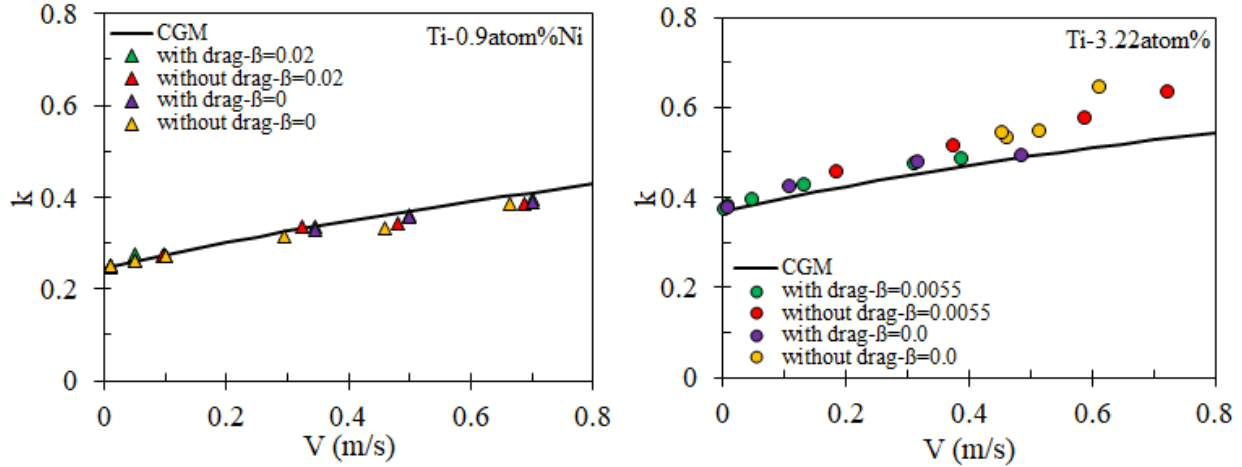 0.8
CGM
Ti-0.9atom%Ni
with drag-ß=0.02
without drag-ß=0.02
with drag-ß=0
without drag-ß=0
0.6
0.4
k
0.2
0
0 0.2 0.4 0.6 0.8
V (m/s)
0.8
Ti-3.22atom%
0.6
0.4
k
0.2
CGM
with drag-ß=0.0055
without drag-ß=0.0055
with drag-ß=0.0
without drag-ß=0.0
0
0 0.2 0.4 0.6 0.8
V (m/s)